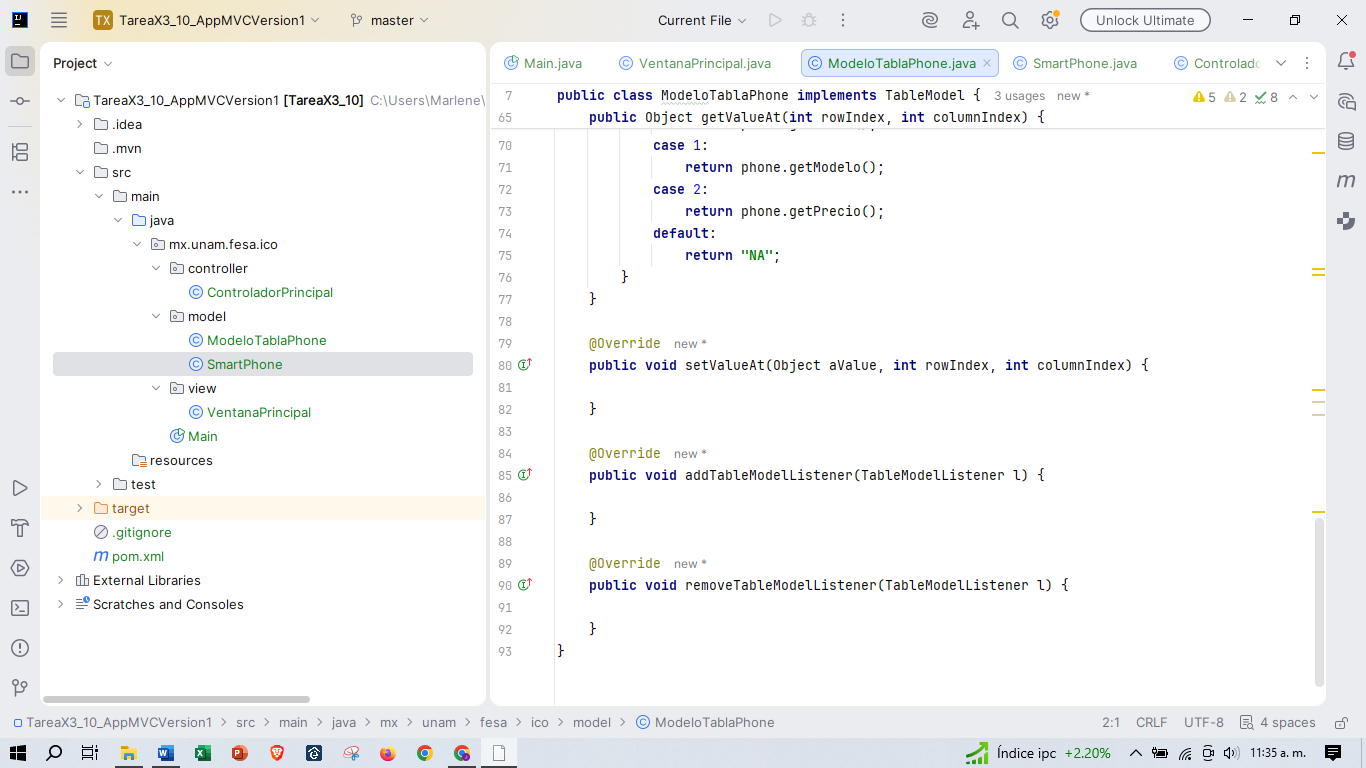 TX TareaX3_10_AppMVCVersion1 master Current File Unlock Ultimate
Project
TareaX3_10_AppMVCVersion1 [TareaX3_10] C:\Users\Marlene\
.idea
.mvn
src
main
java
mx.unam.fesa.ico
controller
ControladorPrincipal
model
ModeloTablaPhone
SmartPhone
view
VentanaPrincipal
Main
resources
test
target
.gitignore
m pom.xml
External Libraries
Scratches and Consoles
Main.java VentanaPrincipal.java ModeloTablaPhone.java SmartPhone.java Controlado
7 public class ModeloTablaPhone implements TableModel { 3 usages new * 5 2 8
65 public Object getValueAt(int rowIndex, int columnIndex) {
70 case 1:
71 return phone.getModelo();
72 case 2:
73 return phone.getPrecio();
74 default:
75 return "NA";
76 }
77 }
78
79 @Override new *
80 public void setValueAt(Object aValue, int rowIndex, int columnIndex) {
81
82 }
83
84 @Override new *
85 public void addTableModelListener(TableModelListener l) {
86
87 }
88
89 @Override new *
90 public void removeTableModelListener(TableModelListener l) {
91
92 }
93 }
TareaX3_10_AppMVCVersion1 > src > main > java > mx > unam > fesa > ico > model > ModeloTablaPhone 2:1 CRLF UTF-8 4 spaces
Índice ipc +2.20% 11:35 a. m.